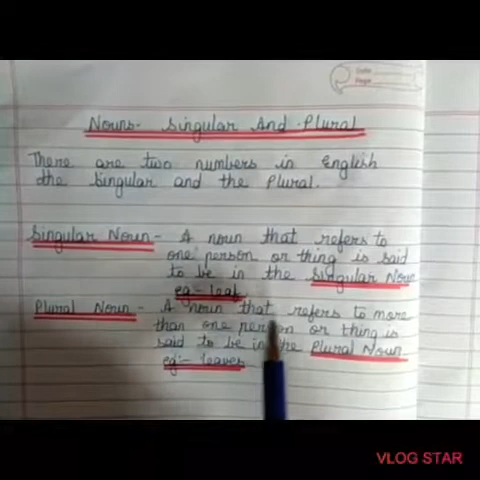 Date
Page
Nouns- Singular And Plural
There are two numbers in English
the Singular and the Plural.
Singular Noun- A noun that refers to
one person or thing is said
to be in the Singular Noun
eg- leaf.
Plural Noun- A noun that refers to more
than one person or thing is
said to be in the Plural Noun.
eg:- leaves
VLOG STAR